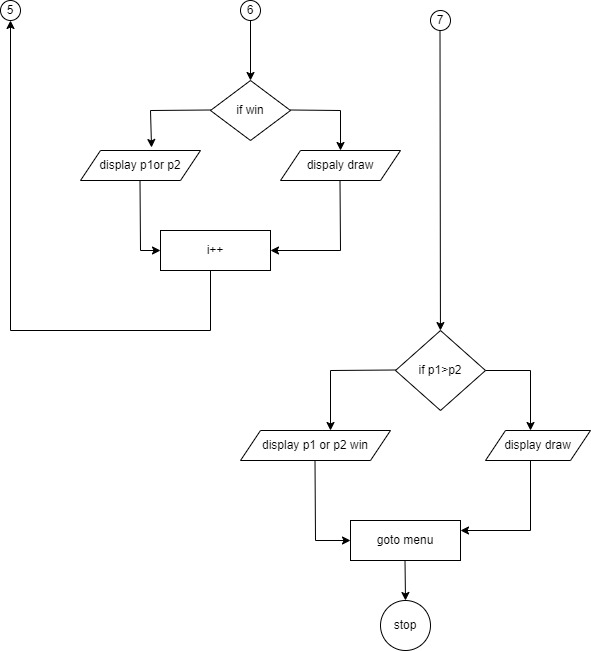 5
6
7
if win
display p1or p2
dispaly draw
i++
if p1>p2
display p1 or p2 win
display draw
goto menu
stop